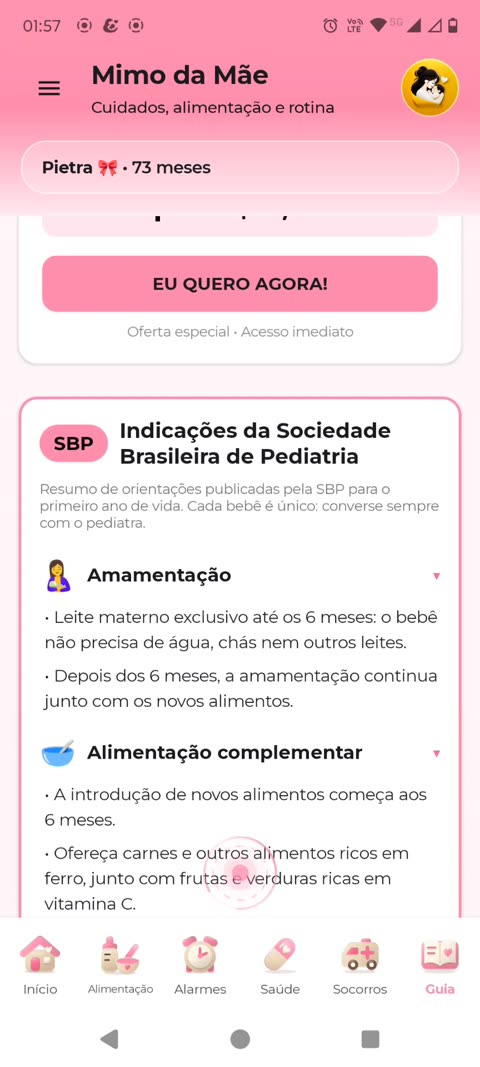 01:57
Vo)) LTE
5G
Mimo da Mãe
Cuidados, alimentação e rotina
Pietra 🎀 • 73 meses
EU QUERO AGORA!
Oferta especial • Acesso imediato
SBP
Indicações da Sociedade
Brasileira de Pediatria
Resumo de orientações publicadas pela SBP para o
primeiro ano de vida. Cada bebê é único: converse sempre
com o pediatra.
Amamentação
• Leite materno exclusivo até os 6 meses: o bebê
não precisa de água, chás nem outros leites.
• Depois dos 6 meses, a amamentação continua
junto com os novos alimentos.
Alimentação complementar
• A introdução de novos alimentos começa aos
6 meses.
• Ofereça carnes e outros alimentos ricos em
ferro, junto com frutas e verduras ricas em
vitamina C.
Início
Alimentação
Alarmes
Saúde
Socorros
Guia